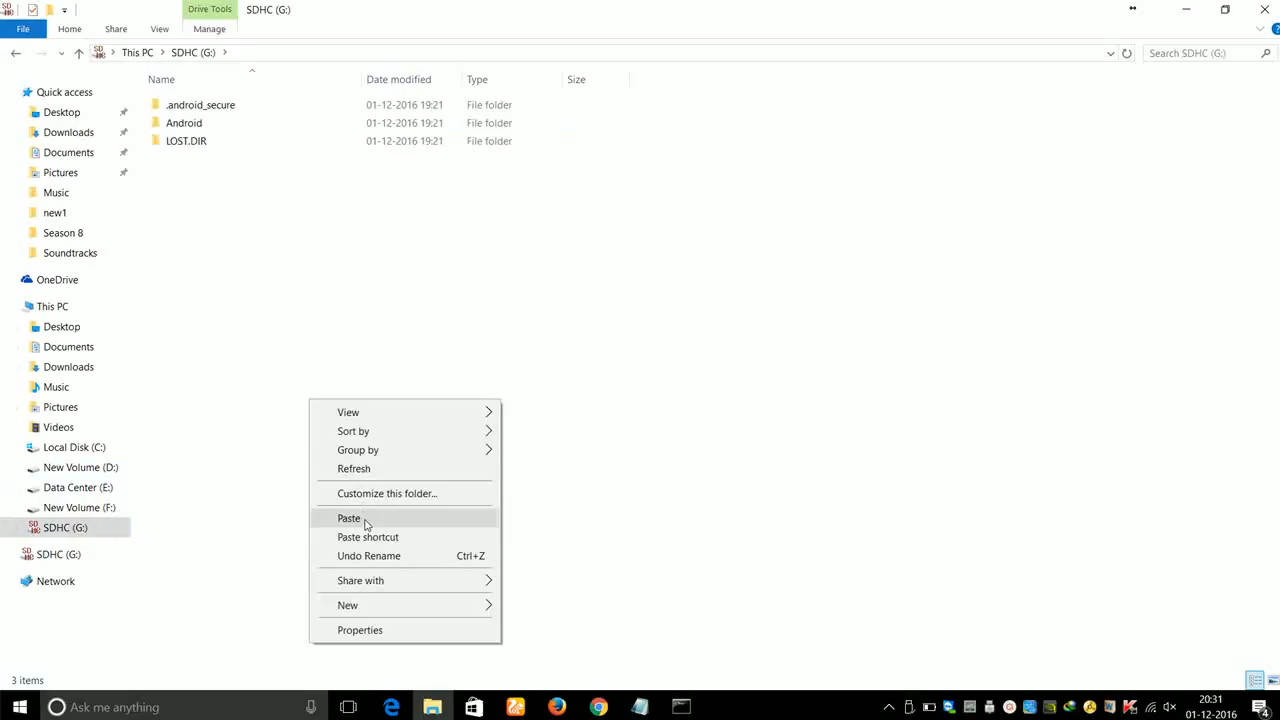 Drive Tools
SDHC (G:)
File
Home
Share
View
Manage
This PC
SDHC (G:)
Search SDHC (G:)
Name
Date modified
Type
Size
.android_secure
01-12-2016 19:21
File folder
Android
01-12-2016 19:21
File folder
LOST.DIR
01-12-2016 19:21
File folder
Quick access
Desktop
Downloads
Documents
Pictures
Music
new1
Season 8
Soundtracks
OneDrive
This PC
Desktop
Documents
Downloads
Music
Pictures
Videos
Local Disk (C:)
New Volume (D:)
Data Center (E:)
New Volume (F:)
SDHC (G:)
SDHC (G:)
Network
View
Sort by
Group by
Refresh
Customize this folder...
Paste
Paste shortcut
Undo Rename
Ctrl+Z
Share with
New
Properties
3 items
Ask me anything
20:31
01-12-2016
4